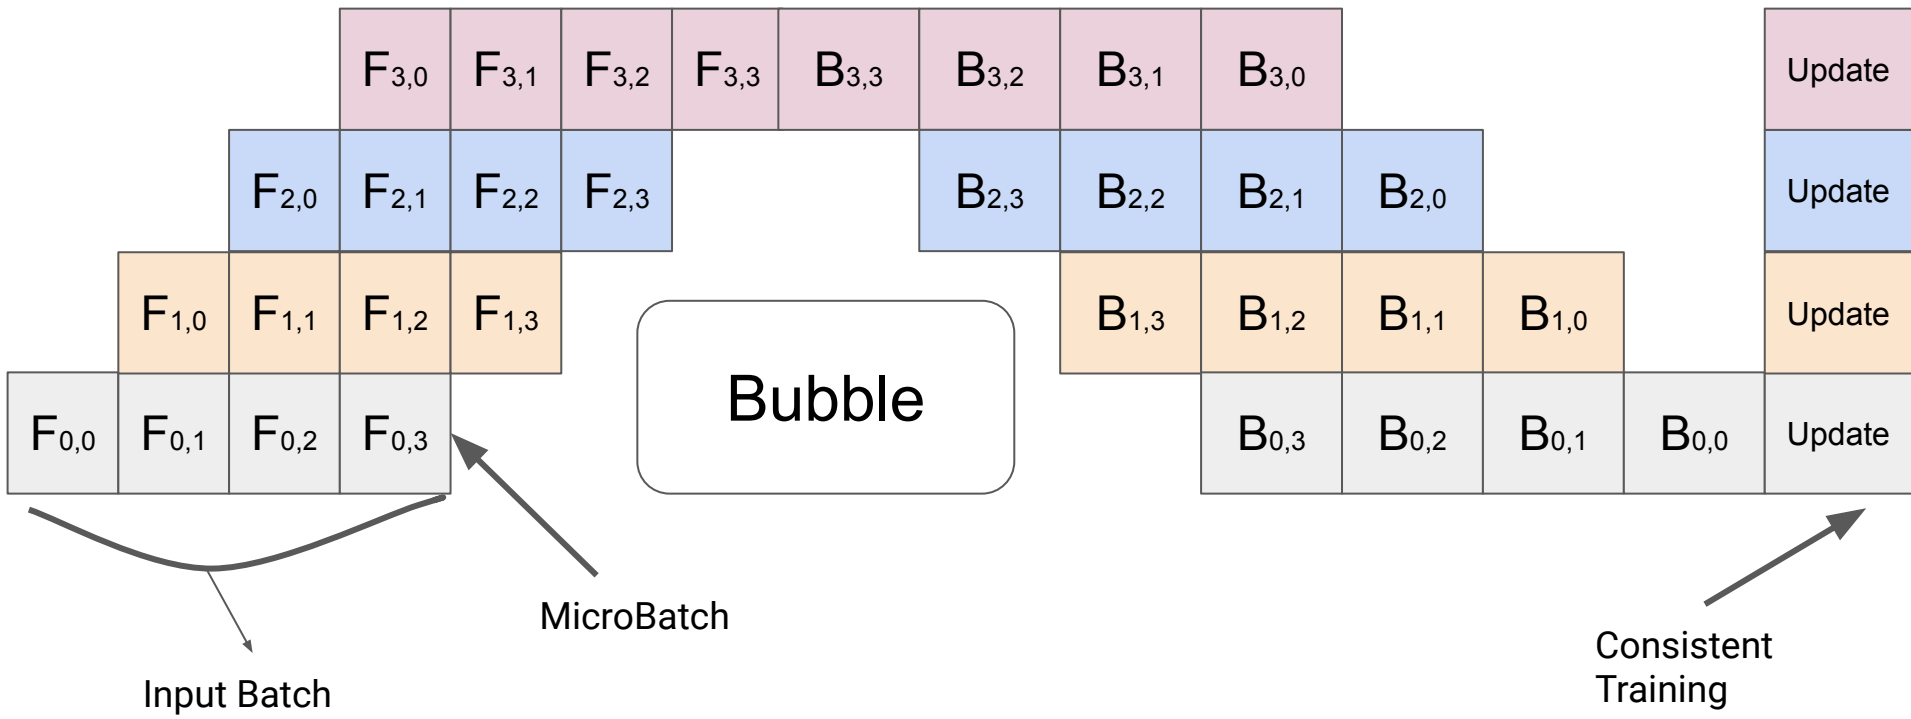 F3,0 F3,1 F3,2 F3,3 B3,3 B3,2 B3,1 B3,0 Update
F2,0 F2,1 F2,2 F2,3 B2,3 B2,2 B2,1 B2,0 Update
F1,0 F1,1 F1,2 F1,3 B1,3 B1,2 B1,1 B1,0 Update
Bubble
F0,0 F0,1 F0,2 F0,3 B0,3 B0,2 B0,1 B0,0 Update
MicroBatch
Input Batch
Consistent
Training